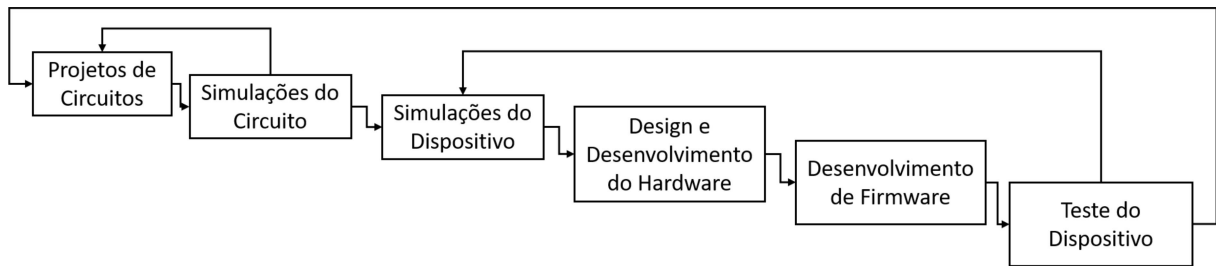 Projetos de
Circuitos
Simulações do
Circuito
Simulações do
Dispositivo
Design e
Desenvolvimento
do Hardware
Desenvolvimento
de Firmware
Teste do
Dispositivo